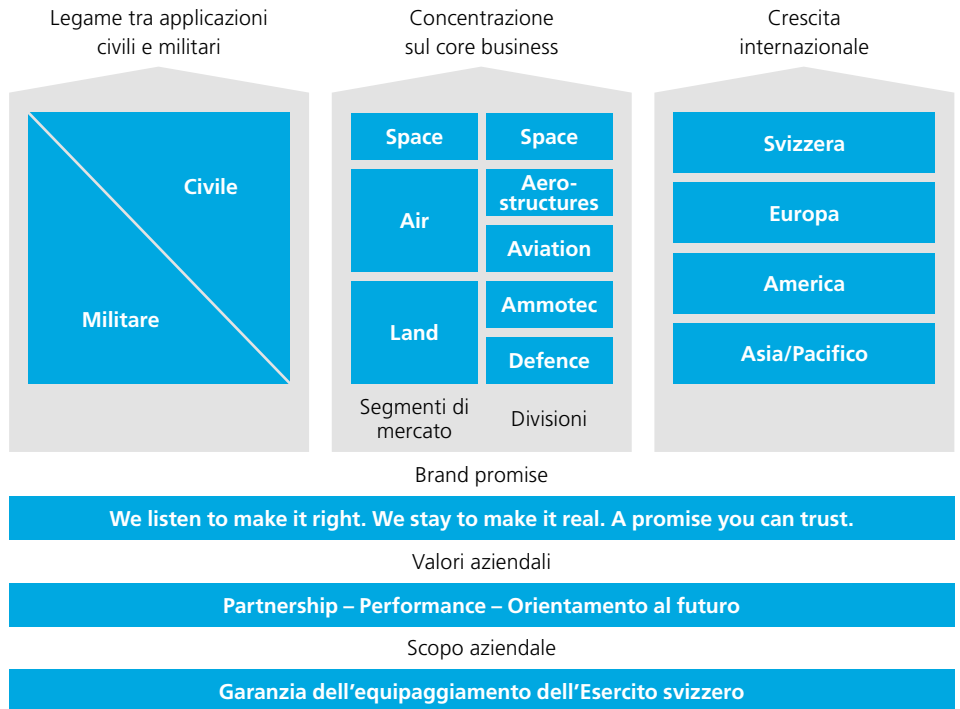 Legame tra applicazioni
civili e militari
Concentrazione
sul core business
Crescita
internazionale
Civile
Militare
Space
Air
Land
Segmenti di
mercato
Space
Aero-
structures
Aviation
Ammotec
Defence
Divisioni
Svizzera
Europa
America
Asia/Pacifico
Brand promise
We listen to make it right. We stay to make it real. A promise you can trust.
Valori aziendali
Partnership – Performance – Orientamento al futuro
Scopo aziendale
Garanzia dell’equipaggiamento dell’Esercito svizzero